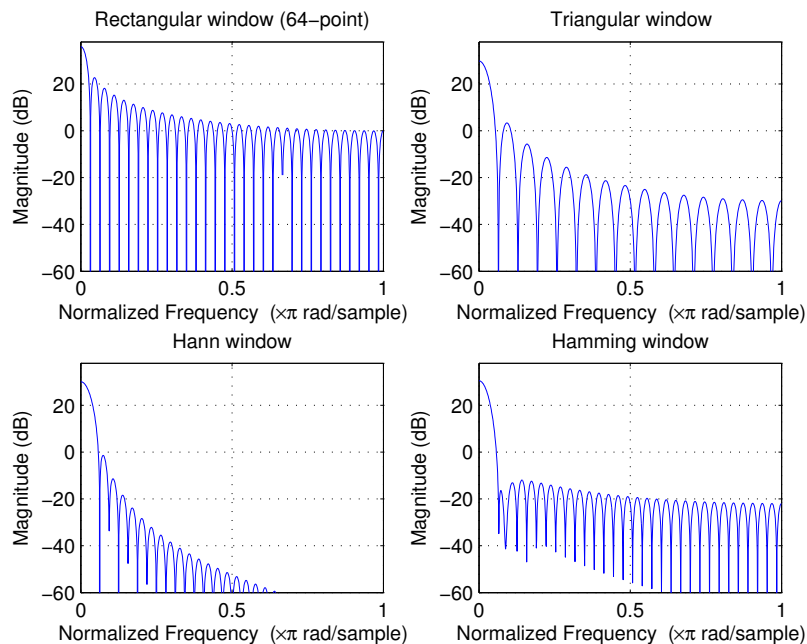 Rectangular window (64−point)
20
0
−20
−40
−60
0
0.5
1
Magnitude (dB)
Normalized Frequency (×π rad/sample)
Triangular window
20
0
−20
−40
−60
0
0.5
1
Magnitude (dB)
Normalized Frequency (×π rad/sample)
Hann window
20
0
−20
−40
−60
0
0.5
1
Magnitude (dB)
Normalized Frequency (×π rad/sample)
Hamming window
20
0
−20
−40
−60
0
0.5
1
Magnitude (dB)
Normalized Frequency (×π rad/sample)